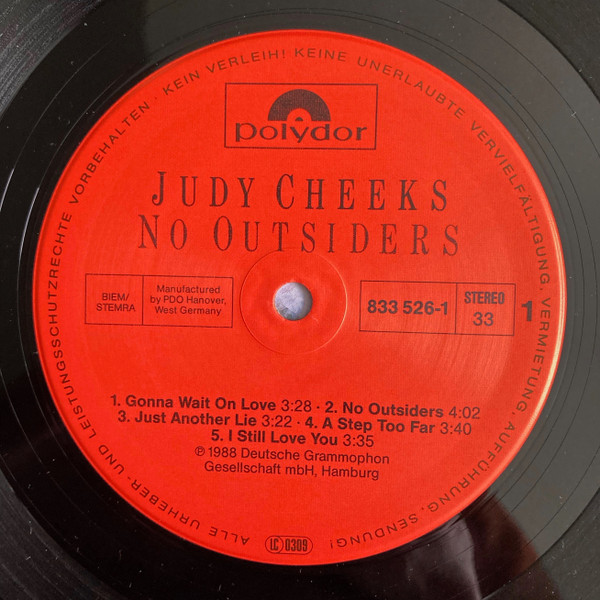 ALLE URHEBER- UND LEISTUNGSSCHUTZRECHTE VORBEHALTEN · KEIN VERLEIH! KEINE UNERLAUBTE VERVIELFÄLTIGUNG, VERMIETUNG, AUFFÜHRUNG, SENDUNG!
polydor
JUDY CHEEKS
NO OUTSIDERS
BIEM/
STEMRA
Manufactured
by PDO Hanover,
West Germany
833 526-1
STEREO
33
1
1. Gonna Wait On Love 3:28 · 2. No Outsiders 4:02
3. Just Another Lie 3:22 · 4. A Step Too Far 3:40
5. I Still Love You 3:35
℗ 1988 Deutsche Grammophon
Gesellschaft mbH, Hamburg
LC 0309